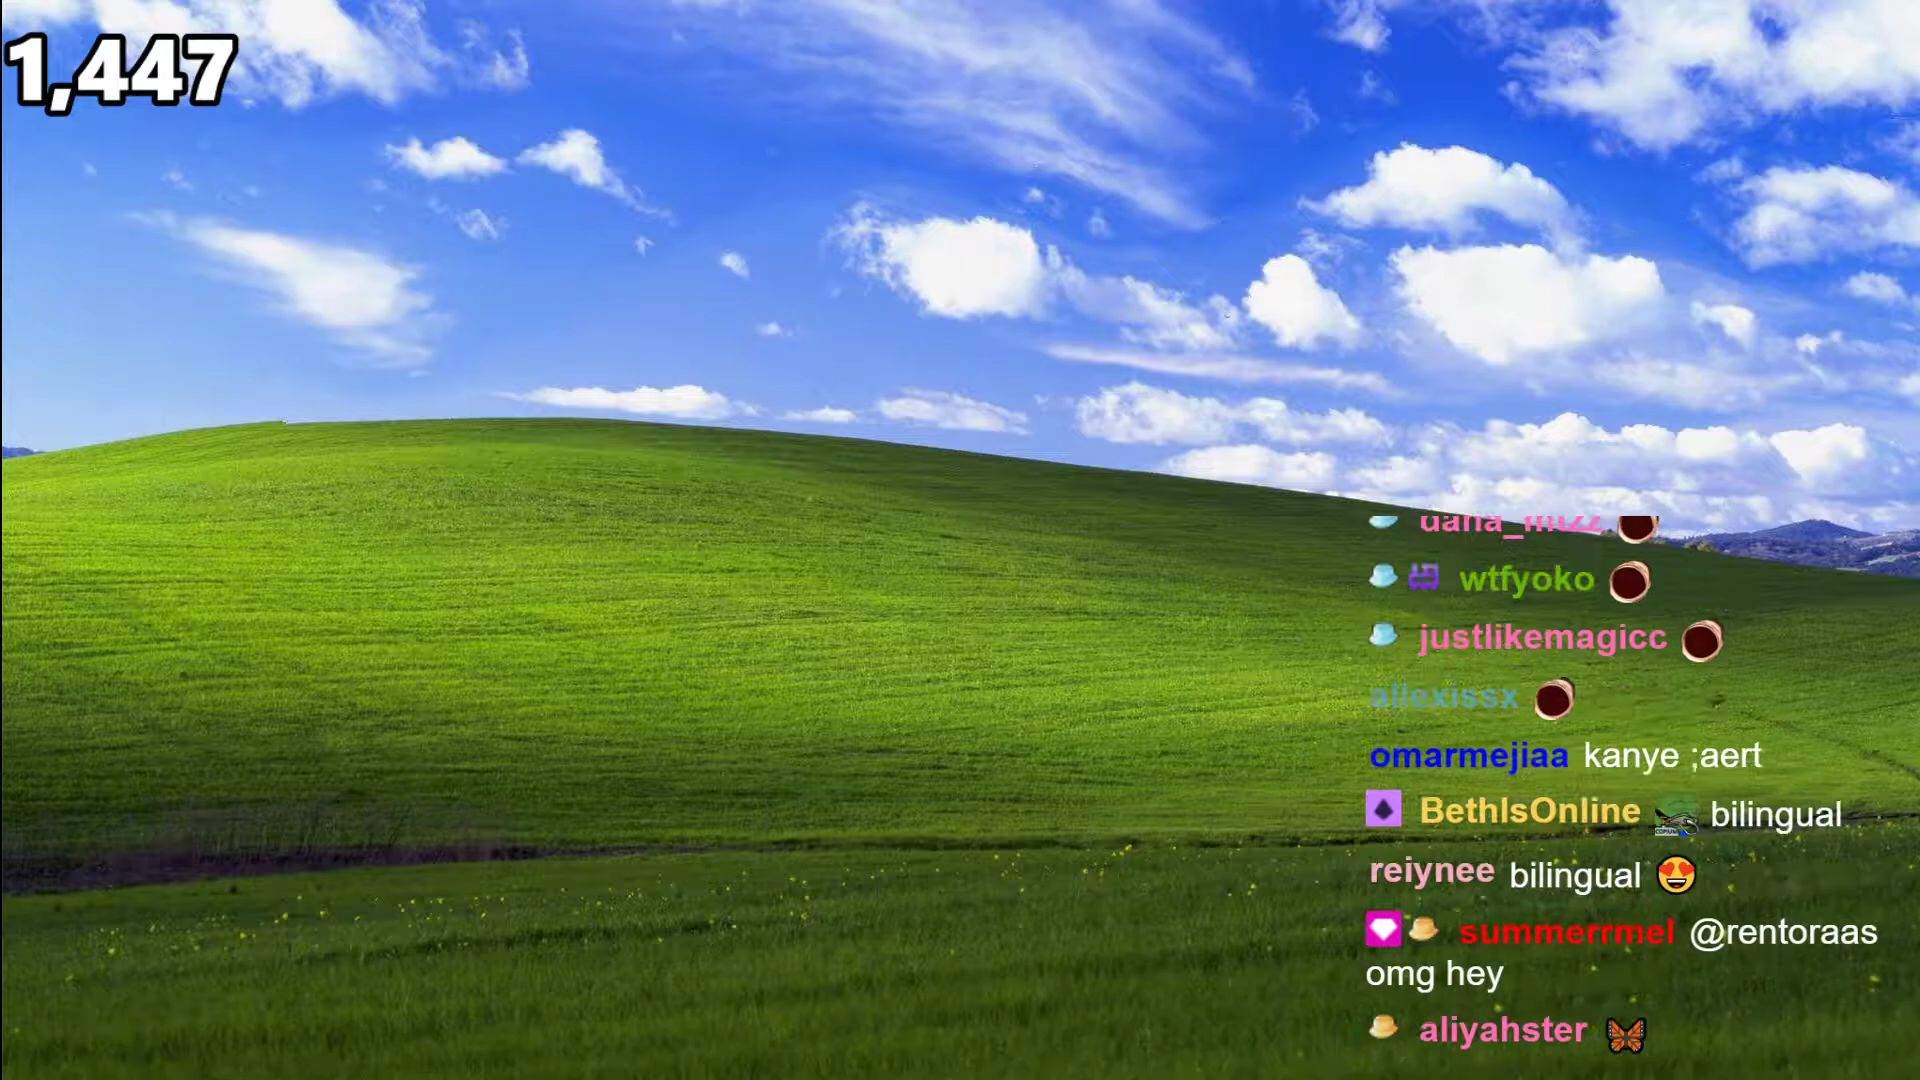 1,447
wtfyoko
justlikemagicc
allexissx
omarmejiaa kanye ;aert
BethIsOnline bilingual
reiynee bilingual
summerrmel @rentoraas
omg hey
aliyahster